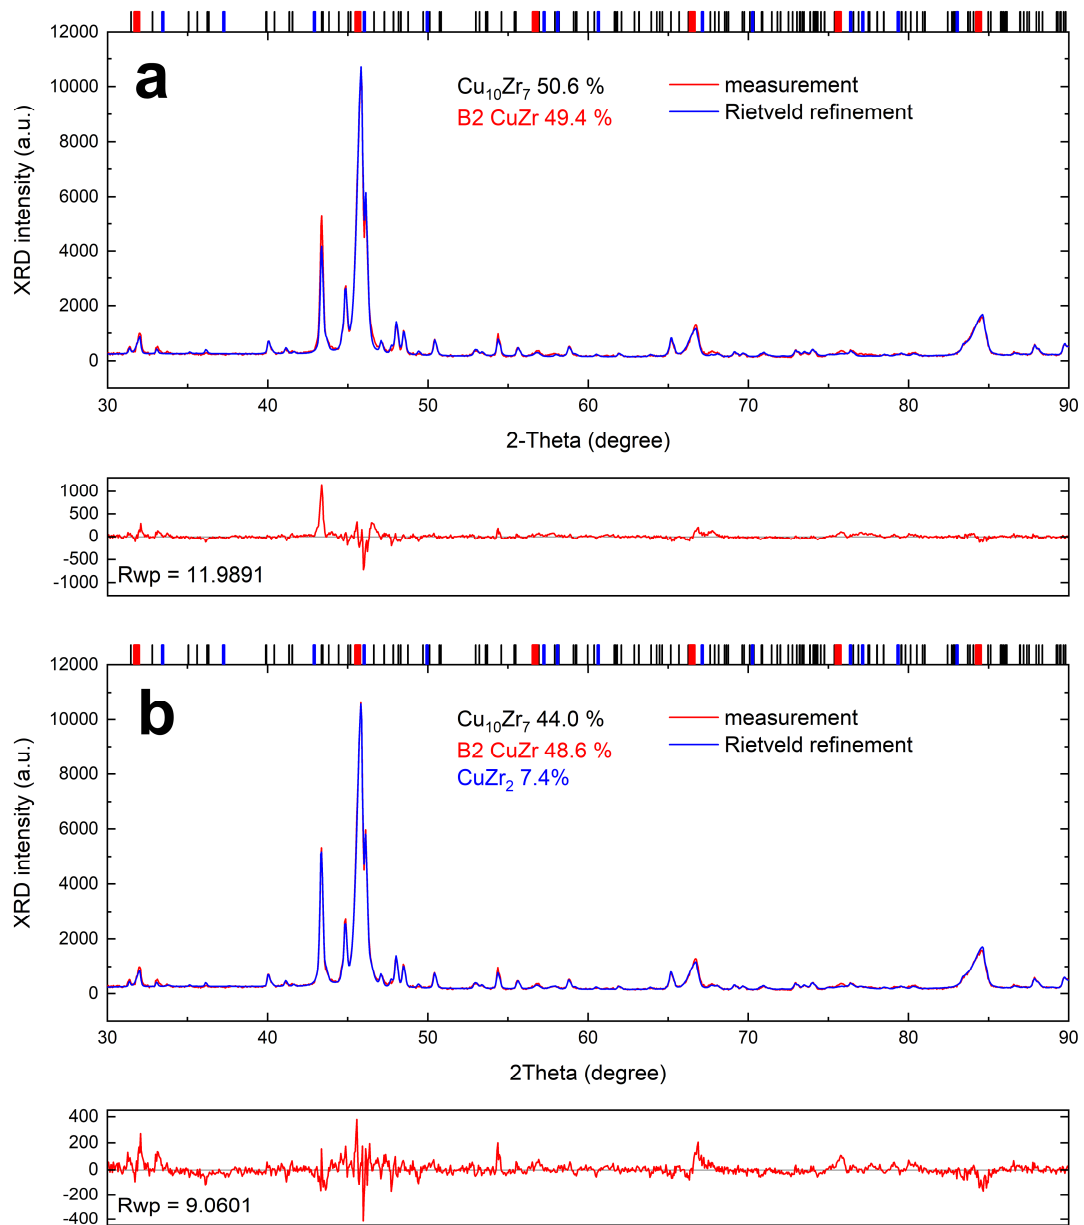 a
Cu10Zr7 50.6 %
B2 CuZr 49.4 %
measurement
Rietveld refinement
XRD intensity (a.u.)
12000
10000
8000
6000
4000
2000
0
30 40 50 60 70 80 90
2-Theta (degree)
1000
500
0
-500
-1000
Rwp = 11.9891
b
Cu10Zr7 44.0 %
B2 CuZr 48.6 %
CuZr2 7.4%
measurement
Rietveld refinement
XRD intensity (a.u.)
12000
10000
8000
6000
4000
2000
0
30 40 50 60 70 80 90
2Theta (degree)
400
200
0
-200
-400
Rwp = 9.0601